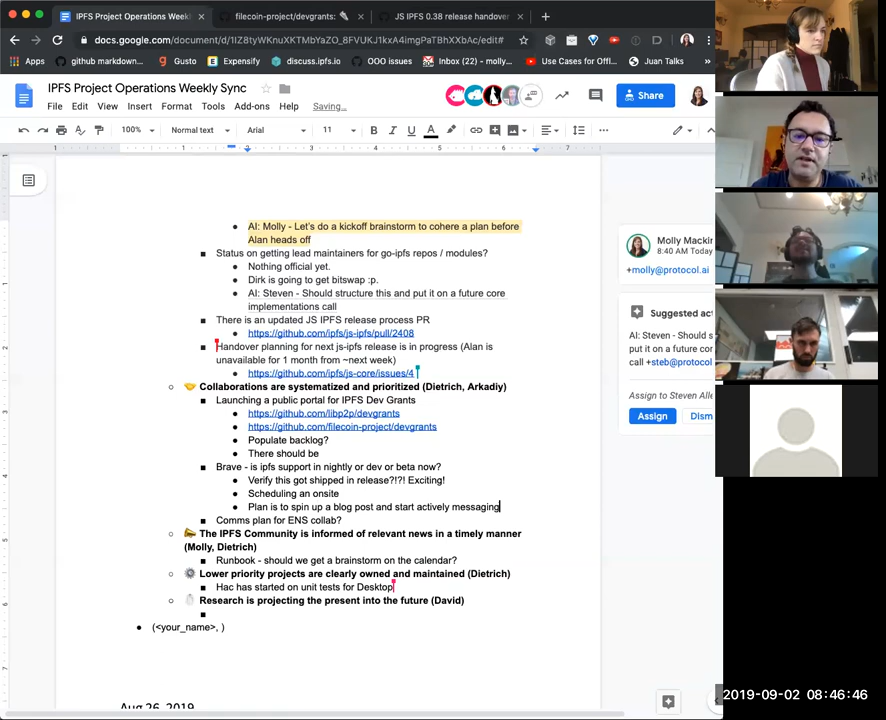 IPFS Project Operations Weekl
filecoin-project/devgrants:
JS IPFS 0.38 release handover
docs.google.com/document/d/1IZ8tyWKnuXKTMbYaZO_8FVUKJ1kxA4imgPaTBhXXbAc/edit#
Apps
github markdown...
Gusto
Expensify
discuss.ipfs.io
OOO issues
Inbox (22) - molly...
Use Cases for Offl...
Juan Talks
IPFS Project Operations Weekly Sync
File Edit View Insert Format Tools Add-ons Help Saving...
Share
100% Normal text Arial 11
1 1 2 3 4 5 6 7
AI: Molly - Let's do a kickoff brainstorm to cohere a plan before
Alan heads off
Status on getting lead maintainers for go-ipfs repos / modules?
Nothing official yet.
Dirk is going to get bitswap :p.
AI: Steven - Should structure this and put it on a future core
implementations call
There is an updated JS IPFS release process PR
https://github.com/ipfs/js-ipfs/pull/2408
Handover planning for next js-ipfs release is in progress (Alan is
unavailable for 1 month from ~next week)
https://github.com/ipfs/js-core/issues/4
Collaborations are systematized and prioritized (Dietrich, Arkadiy)
Launching a public portal for IPFS Dev Grants
https://github.com/libp2p/devgrants
https://github.com/filecoin-project/devgrants
Populate backlog?
There should be
Brave - is ipfs support in nightly or dev or beta now?
Verify this got shipped in release?!?! Exciting!
Scheduling an onsite
Plan is to spin up a blog post and start actively messaging
Comms plan for ENS collab?
The IPFS Community is informed of relevant news in a timely manner
(Molly, Dietrich)
Runbook - should we get a brainstorm on the calendar?
Lower priority projects are clearly owned and maintained (Dietrich)
Hac has started on unit tests for Desktop
Research is projecting the present into the future (David)
(<your_name>, )
Aug 26, 2019
Molly Mackin
8:40 AM Today
+molly@protocol.ai
Suggested ac
AI: Steven - Should s
put it on a future cor
call +steb@protocol.
Assign to Steven Alle
Assign Dism
2019-09-02 08:46:46